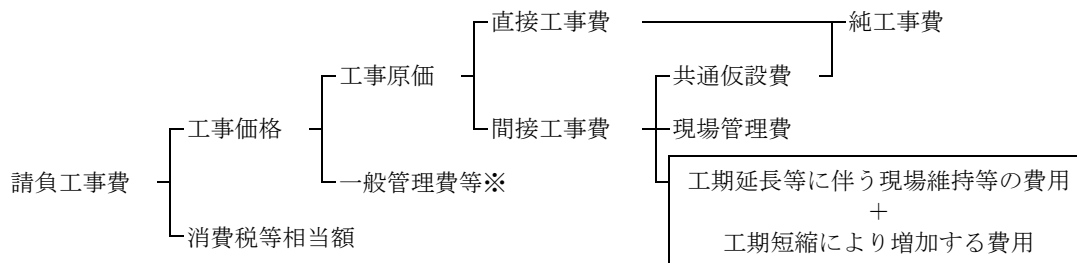 直接工事費
純工事費
工事原価
共通仮設費
工事価格
間接工事費
現場管理費
請負工事費
一般管理費等※
工期延長等に伴う現場維持等の費用
+
工期短縮により増加する費用
消費税等相当額